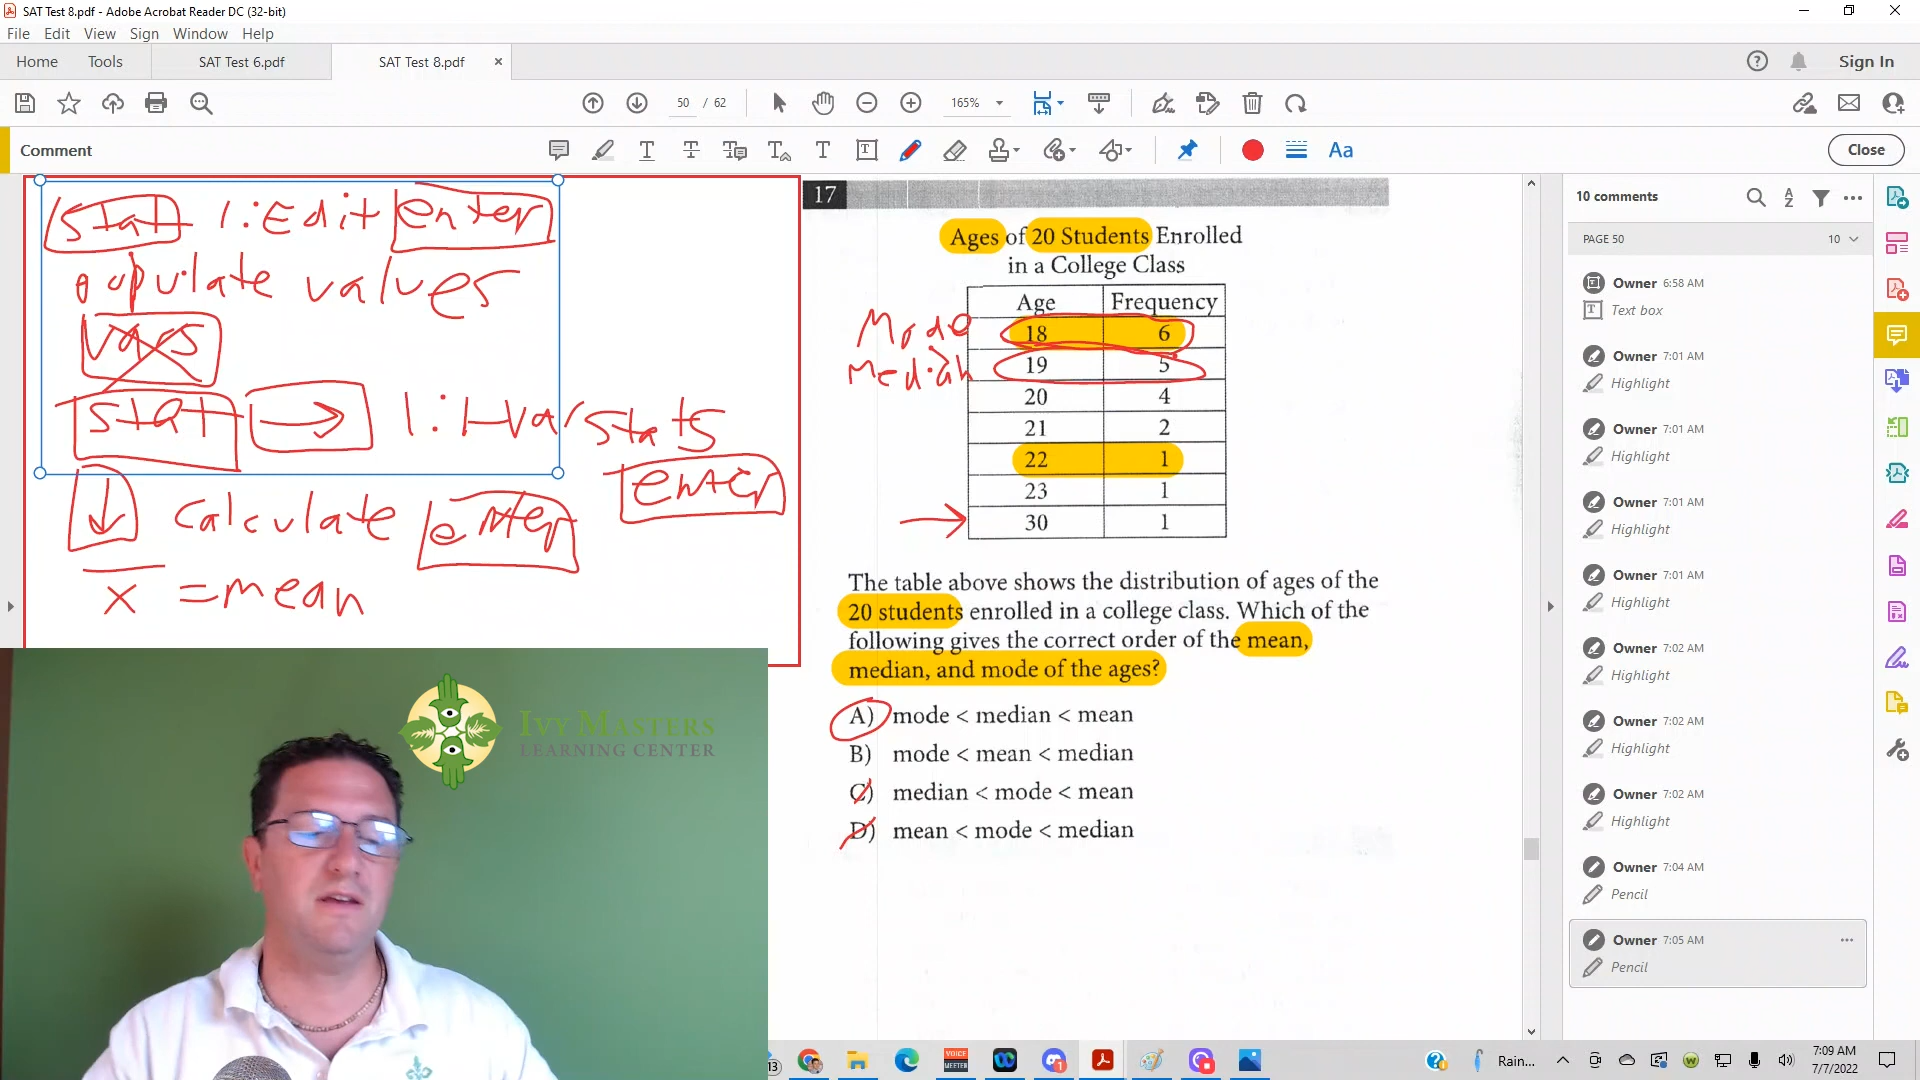 SAT Test 8.pdf - Adobe Acrobat Reader DC (32-bit)
File Edit View Sign Window Help
Home Tools SAT Test 6.pdf SAT Test 8.pdf × Sign In
50 / 62 165%
Comment Aa Close
stat 1:Edit enter
populate values
vars
stat → 1:1-Var stats
enter
↓ calculate enter
x̄ = mean
17
Ages of 20 Students Enrolled
in a College Class
Age Frequency
Mode 18 6
Median 19 5
20 4
21 2
22 1
23 1
30 1
The table above shows the distribution of ages of the
20 students enrolled in a college class. Which of the
following gives the correct order of the mean,
median, and mode of the ages?
A) mode < median < mean
B) mode < mean < median
C) median < mode < mean
D) mean < mode < median
IVY MASTERS
LEARNING CENTER
10 comments
PAGE 50 10
Owner 6:58 AM
Text box
Owner 7:01 AM
Highlight
Owner 7:01 AM
Highlight
Owner 7:01 AM
Highlight
Owner 7:01 AM
Highlight
Owner 7:02 AM
Highlight
Owner 7:02 AM
Highlight
Owner 7:02 AM
Highlight
Owner 7:04 AM
Pencil
Owner 7:05 AM
Pencil
13 VOICE MEETER Rain... 7:09 AM
7/7/2022